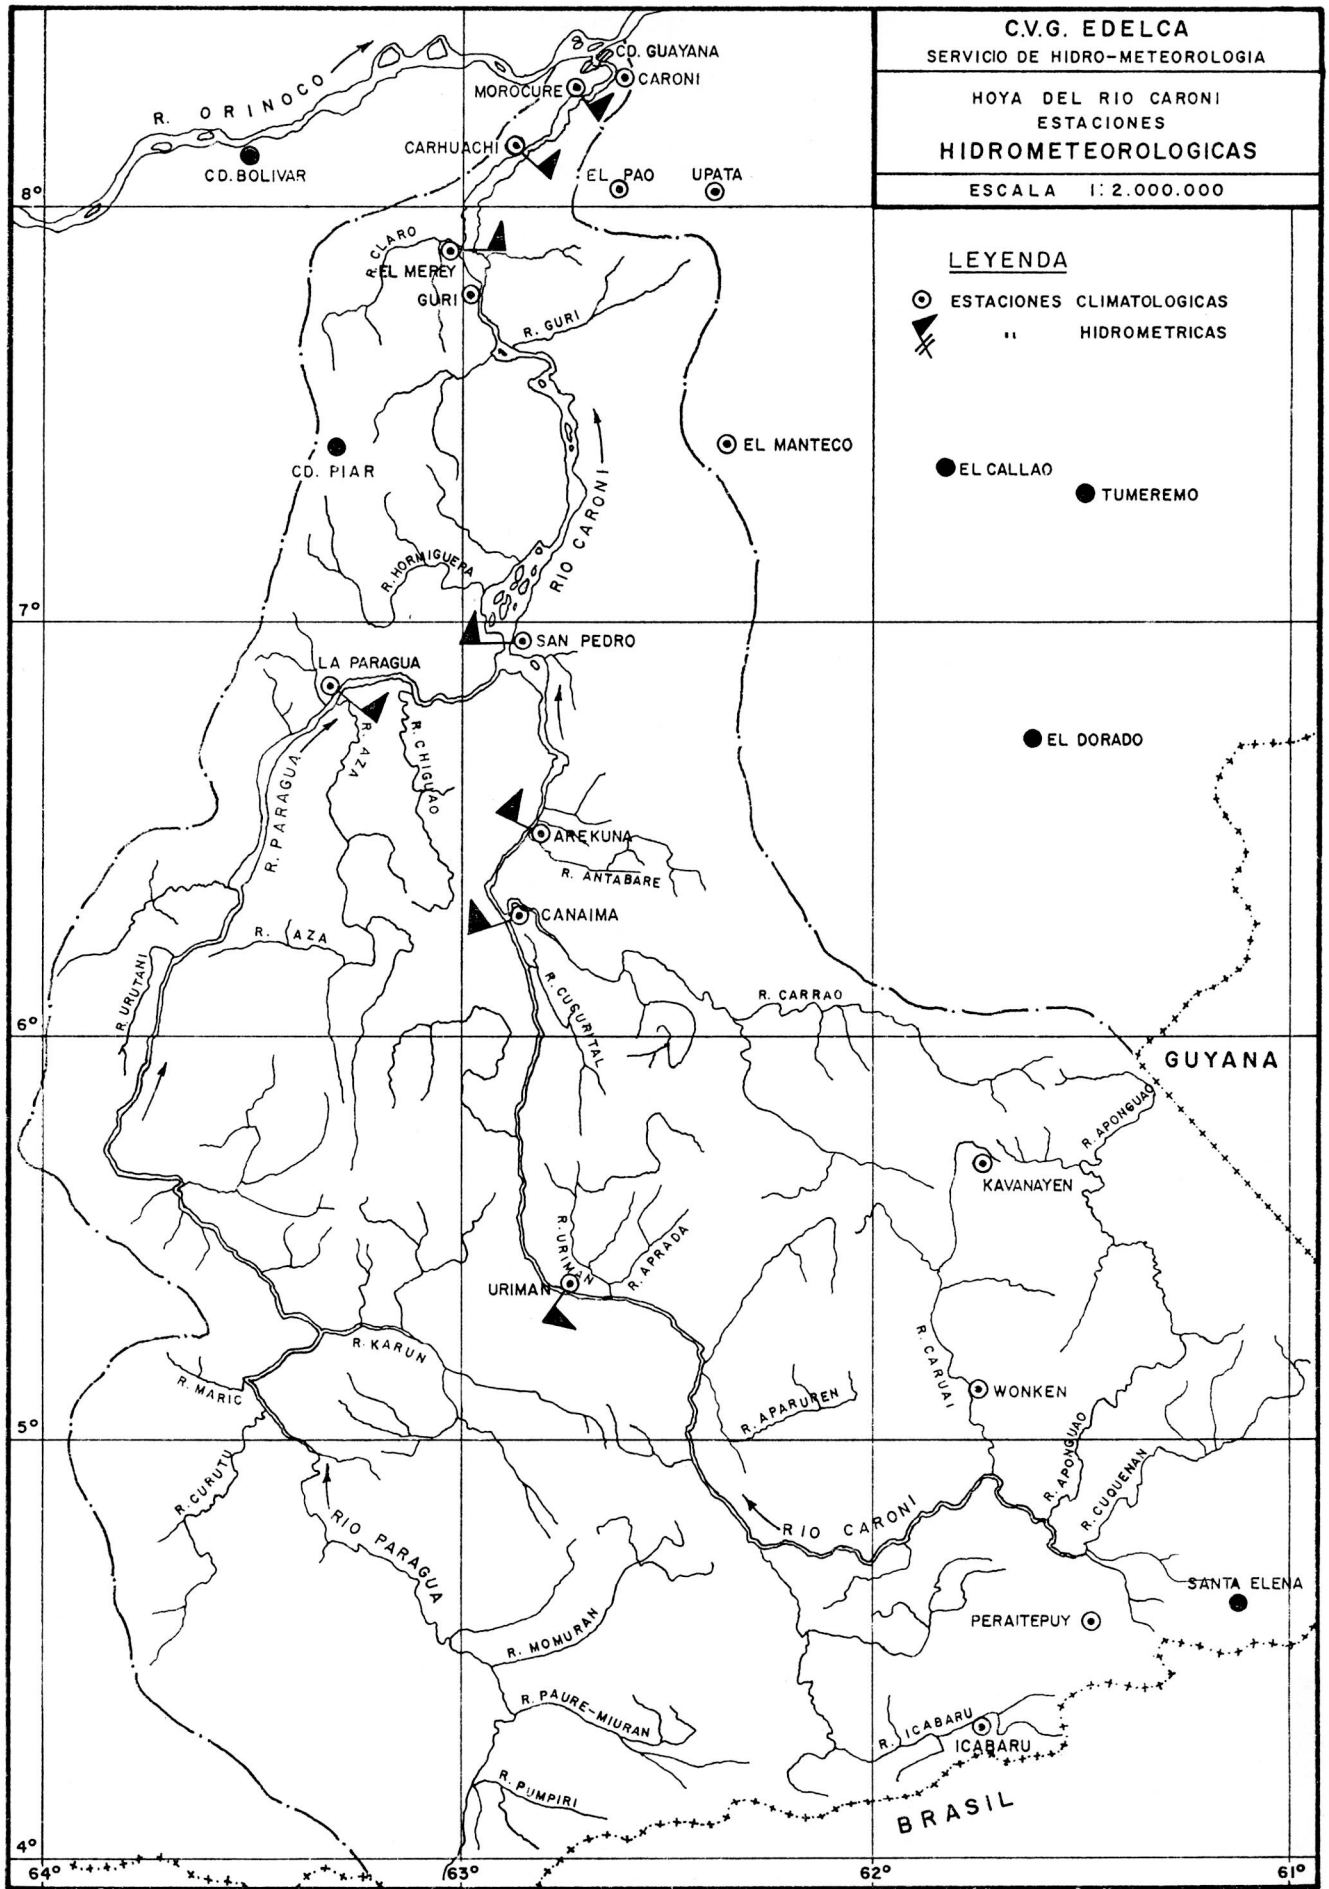 C.V.G. EDELCA
SERVICIO DE HIDRO-METEOROLOGIA
HOYA DEL RIO CARONI
ESTACIONES
HIDROMETEOROLOGICAS
ESCALA 1:2.000.000
LEYENDA
ESTACIONES CLIMATOLOGICAS
" HIDROMETRICAS
R. ORINOCO
CD. GUAYANA
CARONI
MOROCURE
CARHUACHI
CD. BOLIVAR
EL PAO
UPATA
8°
R. CLARO
EL MEREY
GURI
R. GURI
EL MANTECO
CD. PIAR
EL CALLAO
TUMEREMO
RIO CARONI
R. HORMIGUERA
7°
SAN PEDRO
LA PARAGUA
R. AZA
R. CHIGUAO
EL DORADO
R. PARAGUA
AREKUNA
R. ANTABARE
CANAIMA
R. AZA
R. URUTANI
R. CUCURITAL
R. CARRAO
6°
GUYANA
R. APONGUAO
KAVANAYEN
R. URIMAN
R. APRADA
URIMAN
R. KARUN
R. MARIC
R. CARUAI
WONKEN
R. APARUREN
5°
R. CURUTU
R. APONGUAO
R. CUQUENAN
RIO PARAGUA
RIO CARONI
SANTA ELENA
PERAITEPUY
R. MOMURAN
R. PAURE-MIURAN
R. ICABARU
ICABARU
R. PUMPIRI
BRASIL
4°
64°
63°
62°
61°